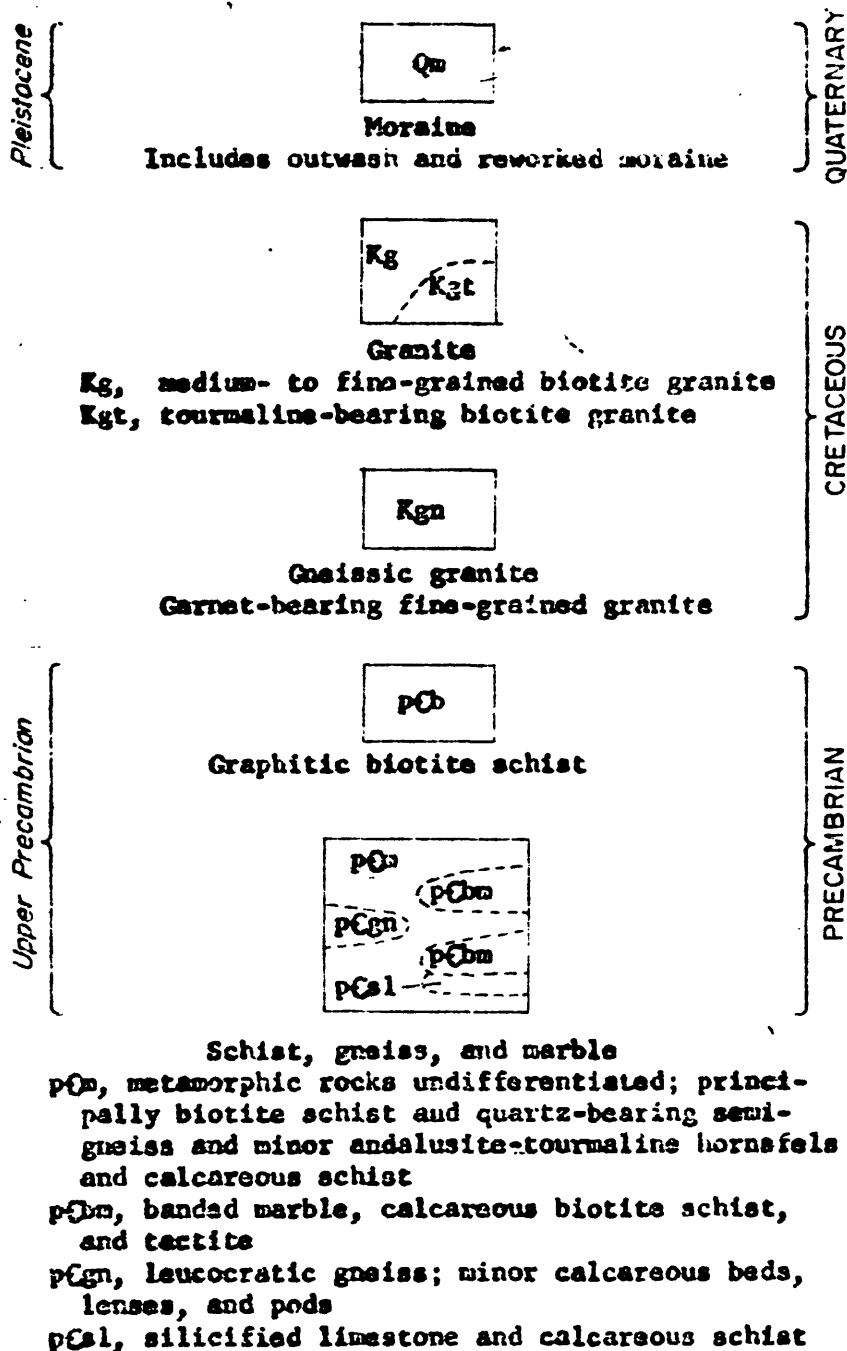 Pleistocene
Qm
QUATERNARY
Moraine
Includes outwash and reworked moraine
Kg
Kgt
Granite
Kg, medium- to fine-grained biotite granite
Kgt, tourmaline-bearing biotite granite
CRETACEOUS
Kgn
Gneissic granite
Garnet-bearing fine-grained granite
Upper Precambrian
p€b
PRECAMBRIAN
Graphitic biotite schist
p€m
p€bm
p€gn
p€bm
p€sl
Schist, gneiss, and marble
p€m, metamorphic rocks undifferentiated; princi-
pally biotite schist and quartz-bearing semi-
gneiss and minor andalusite-tourmaline hornsfels
and calcareous schist
p€bm, banded marble, calcareous biotite schist,
and tactite
p€gn, leucocratic gneiss; minor calcareous beds,
lenses, and pods
p€sl, silicified limestone and calcareous schist